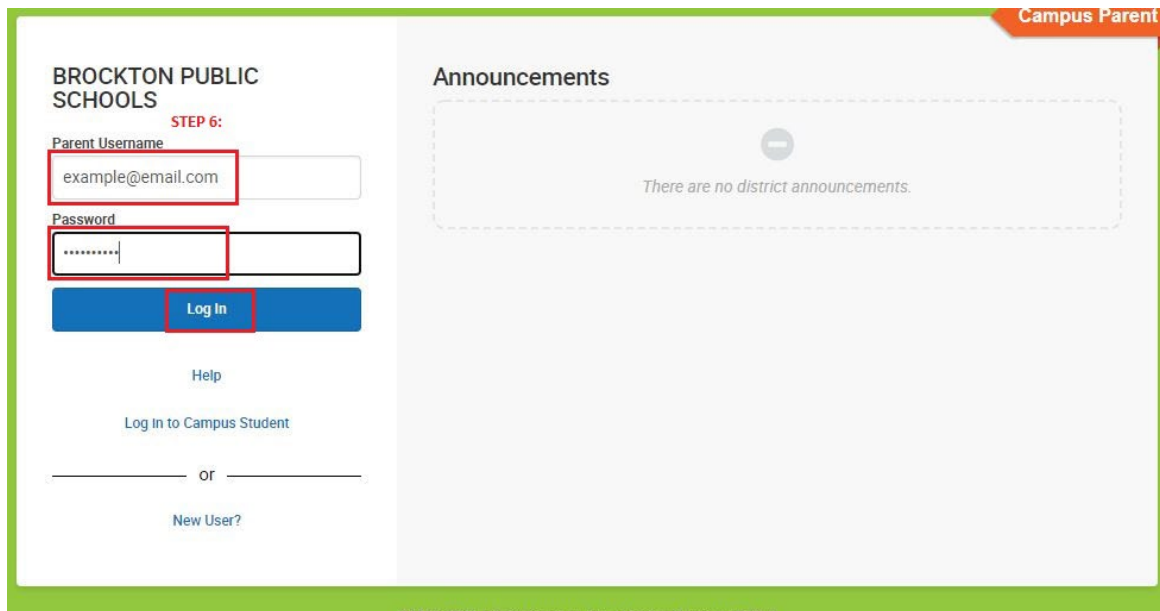 Campus Parent
BROCKTON PUBLIC
SCHOOLS
STEP 6:
Parent Username
example@email.com
Password
••••••••••
Log In
Help
Log in to Campus Student
or
New User?
Announcements
There are no district announcements.